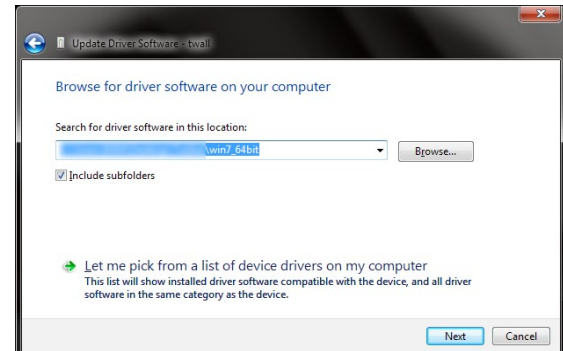 Update Driver Software - twall
Browse for driver software on your computer
Search for driver software in this location:
\win7_64bit
Browse...
Include subfolders
Let me pick from a list of device drivers on my computer
This list will show installed driver software compatible with the device, and all driver
software in the same category as the device.
Next Cancel